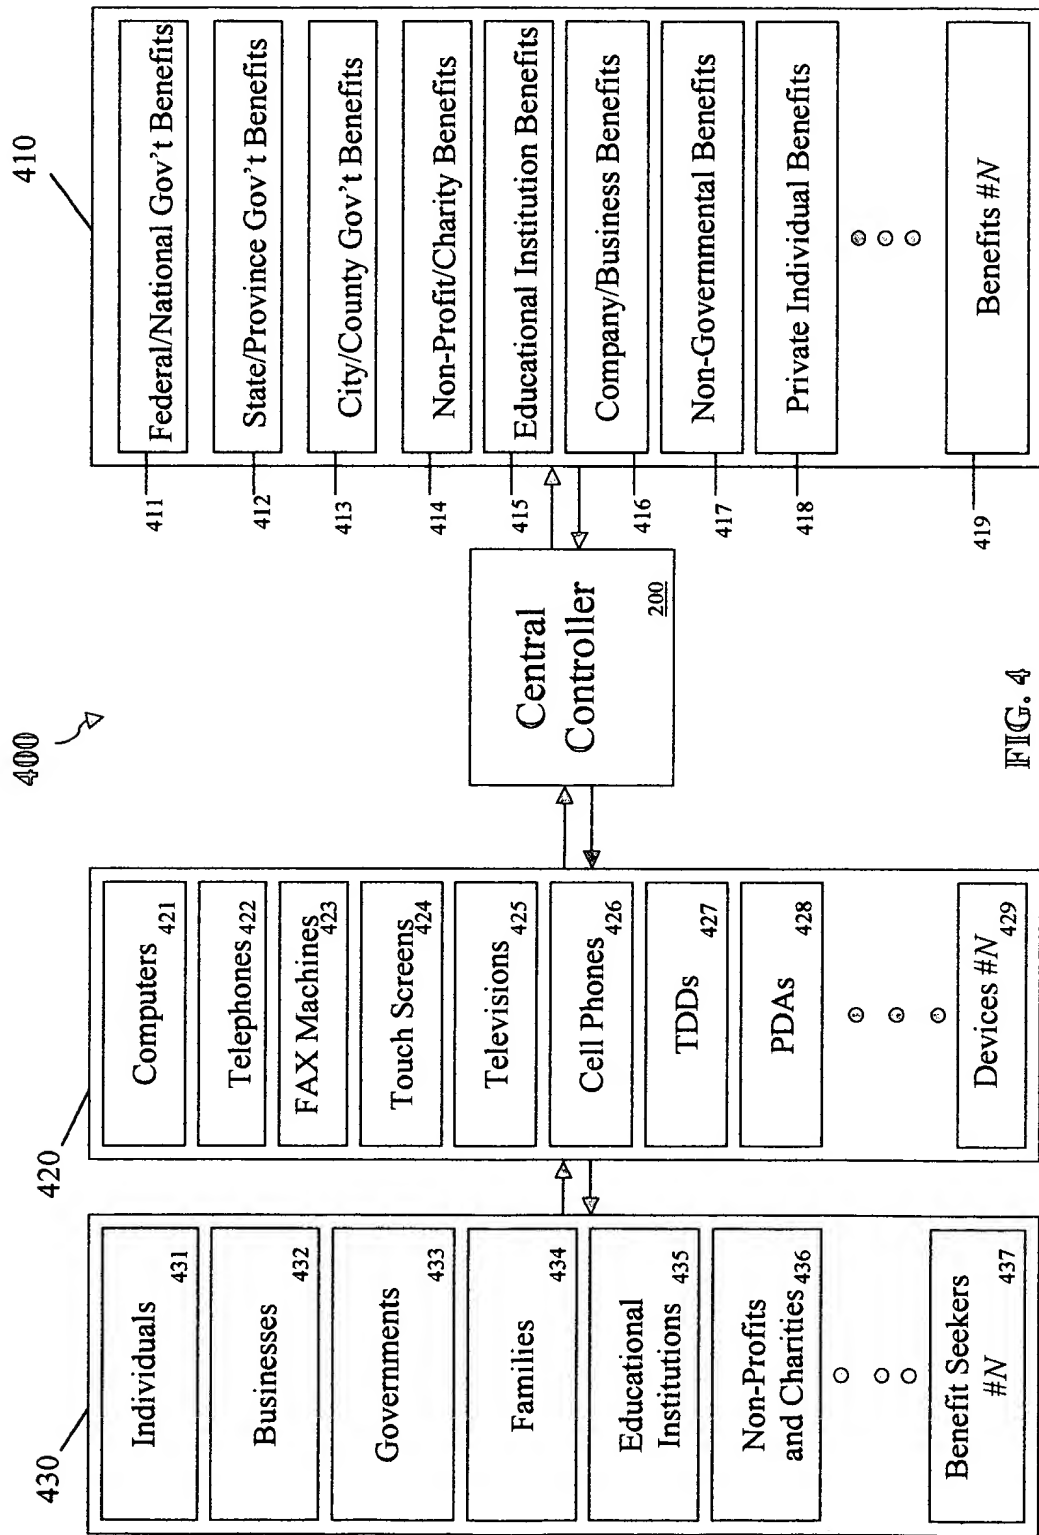 400
430
Individuals
431
Businesses
432
Governments
433
Families
434
Educational
Institutions
435
Non-Profits
and Charities
436
Benefit Seekers
#N
437
420
Computers
421
Telephones
422
FAX Machines
423
Touch Screens
424
Televisions
425
Cell Phones
426
TDDs
427
PDAs
428
Devices #N
429
Central
Controller
200
410
411
Federal/National Gov't Benefits
412
State/Province Gov't Benefits
413
City/County Gov't Benefits
414
Non-Profit/Charity Benefits
415
Educational Institution Benefits
416
Company/Business Benefits
417
Non-Governmental Benefits
418
Private Individual Benefits
419
Benefits #N
FIG. 4